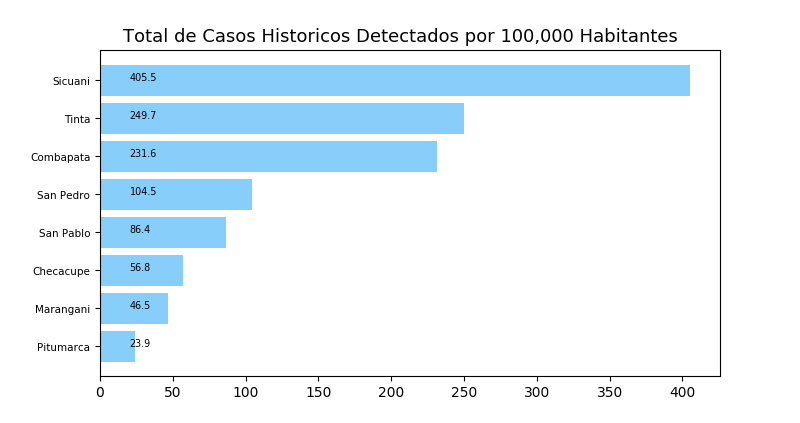 Total de Casos Historicos Detectados por 100,000 Habitantes
Sicuani 405.5
Tinta 249.7
Combapata 231.6
San Pedro 104.5
San Pablo 86.4
Checacupe 56.8
Marangani 46.5
Pitumarca 23.9
0 50 100 150 200 250 300 350 400